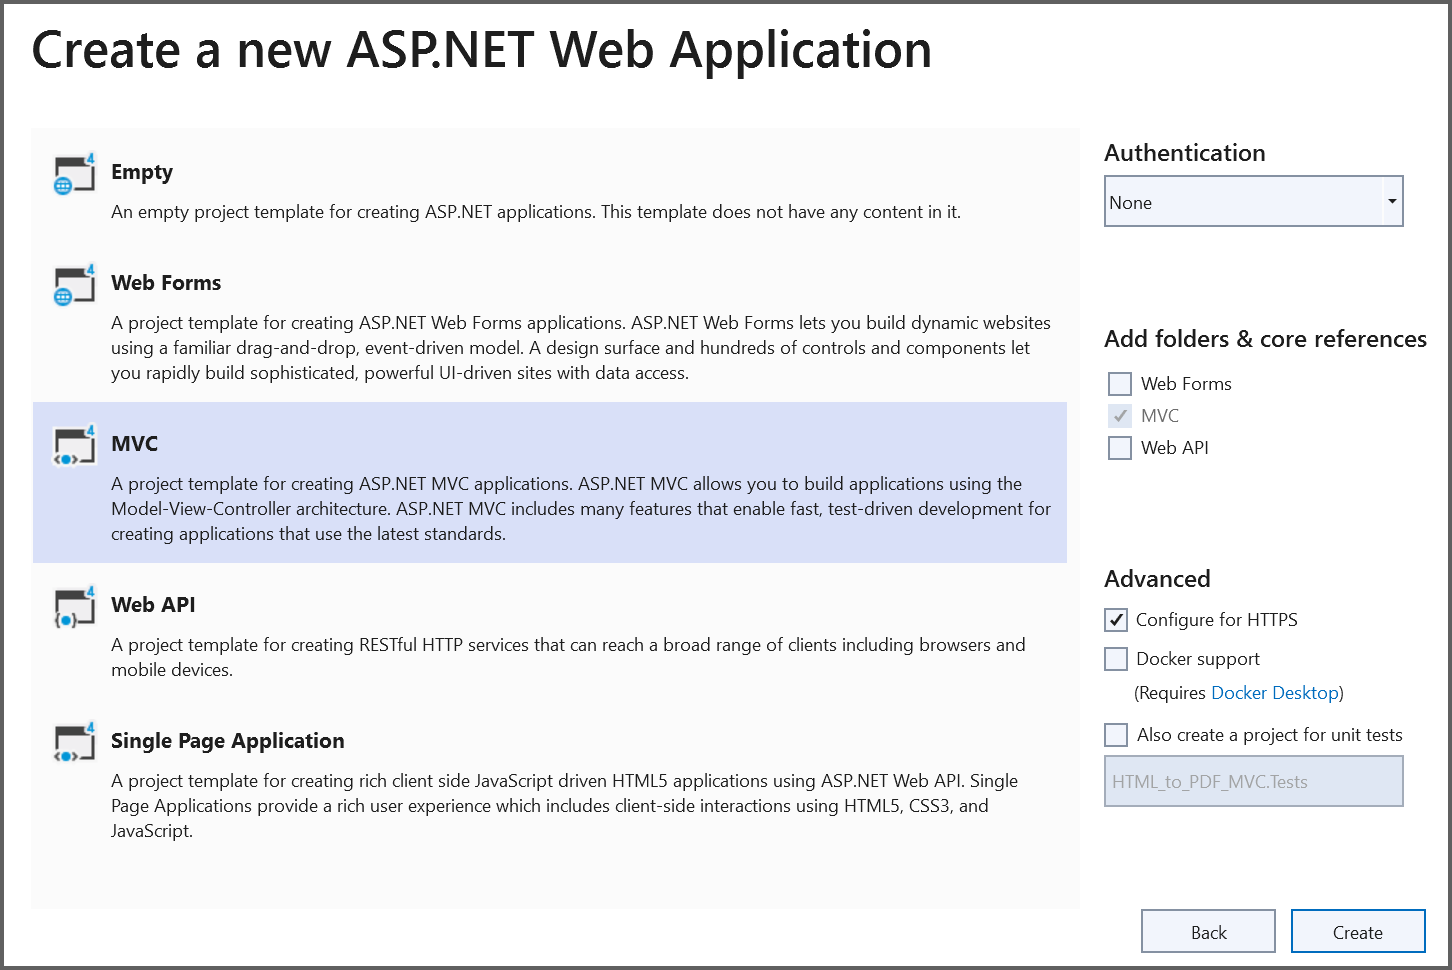 Create a new ASP.NET Web Application
4
Empty
An empty project template for creating ASP.NET applications. This template does not have any content in it.
4
Web Forms
A project template for creating ASP.NET Web Forms applications. ASP.NET Web Forms lets you build dynamic websites
using a familiar drag-and-drop, event-driven model. A design surface and hundreds of controls and components let
you rapidly build sophisticated, powerful UI-driven sites with data access.
4
MVC
A project template for creating ASP.NET MVC applications. ASP.NET MVC allows you to build applications using the
Model-View-Controller architecture. ASP.NET MVC includes many features that enable fast, test-driven development for
creating applications that use the latest standards.
4
Web API
A project template for creating RESTful HTTP services that can reach a broad range of clients including browsers and
mobile devices.
4
Single Page Application
A project template for creating rich client side JavaScript driven HTML5 applications using ASP.NET Web API. Single
Page Applications provide a rich user experience which includes client-side interactions using HTML5, CSS3, and
JavaScript.
Authentication
None
Add folders & core references
Web Forms
MVC
Web API
Advanced
Configure for HTTPS
Docker support
(Requires Docker Desktop)
Also create a project for unit tests
HTML_to_PDF_MVC.Tests
Back
Create